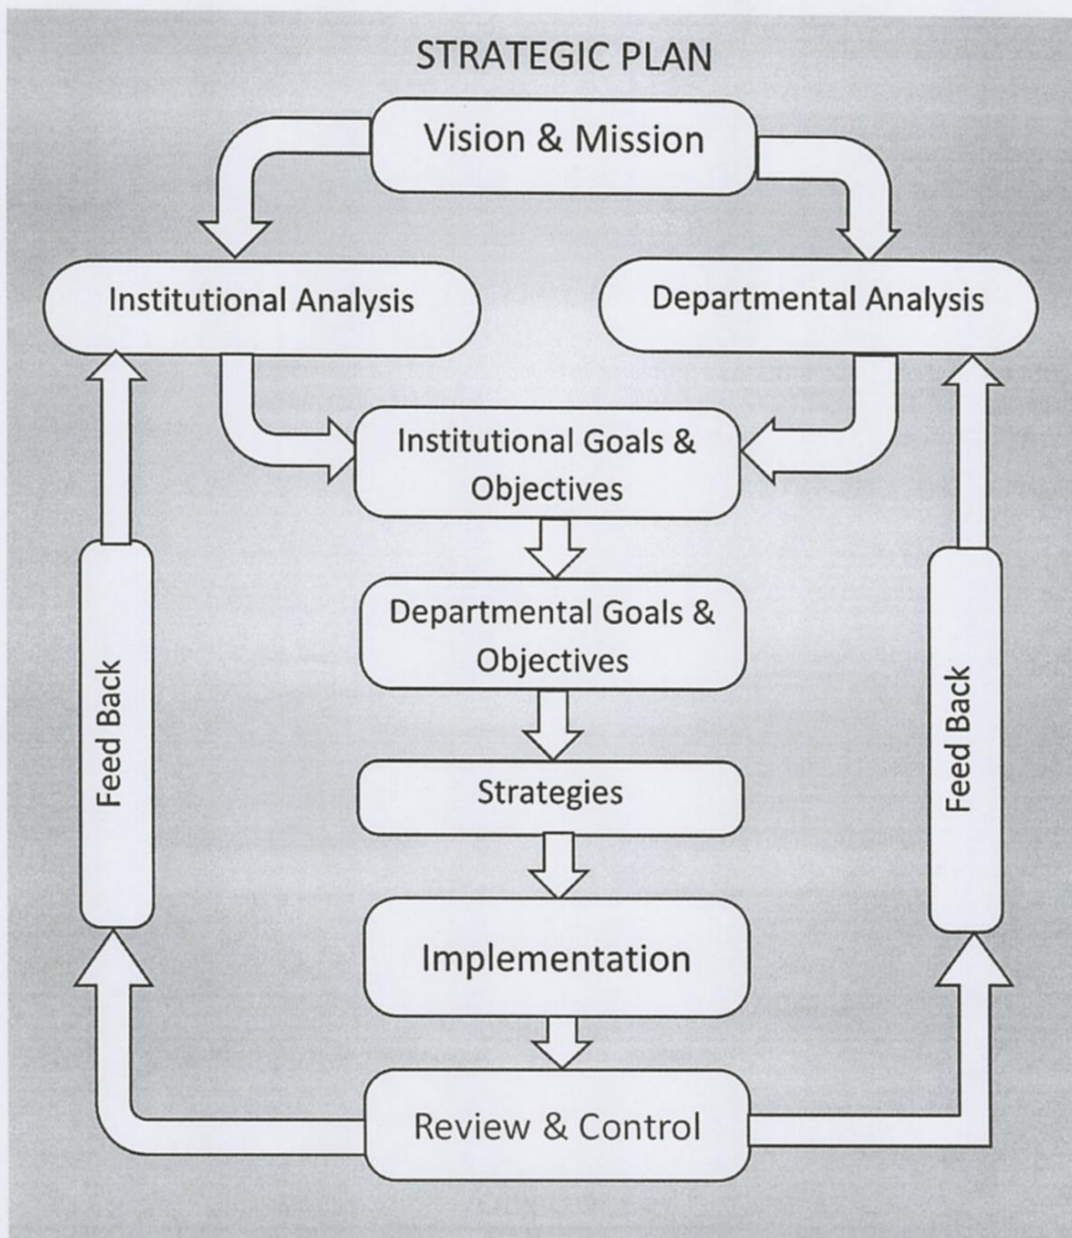 STRATEGIC PLAN
Vision & Mission
Institutional Analysis
Departmental Analysis
Institutional Goals &
Objectives
Departmental Goals &
Objectives
Strategies
Implementation
Review & Control
Feed Back
Feed Back